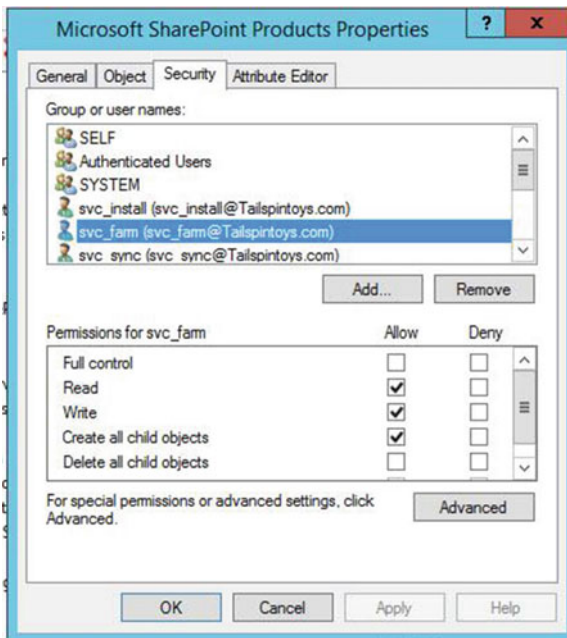 Microsoft SharePoint Products Properties
?
x
General Object Security Attribute Editor
Group or user names:
SELF
Authenticated Users
SYSTEM
svc_install (svc_install@Tailspintoys.com)
svc_farm (svc_farm@Tailspintoys.com)
svc_sync (svc_sync@Tailspintoys.com)
Add... Remove
Permissions for svc_farm Allow Deny
Full control
Read
Write
Create all child objects
Delete all child objects
For special permissions or advanced settings, click
Advanced.
Advanced
OK Cancel Apply Help